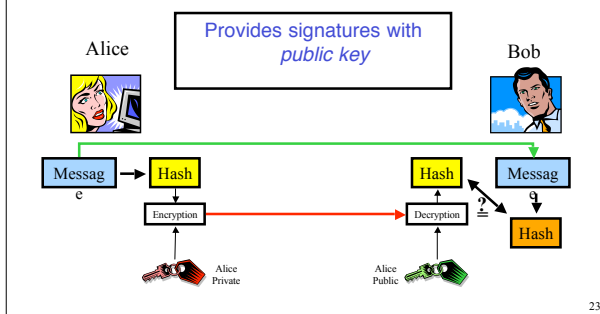 Provides signatures with
public key
Alice
Bob
Messag
e
Hash
Hash
Messag
e
Encryption
Decryption
?
=
Hash
Alice
Private
Alice
Public
23